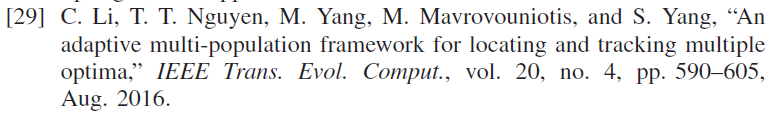 [29] C. Li, T. T. Nguyen, M. Yang, M. Mavrovouniotis, and S. Yang, “An
adaptive multi-population framework for locating and tracking multiple
optima,” IEEE Trans. Evol. Comput., vol. 20, no. 4, pp. 590–605,
Aug. 2016.